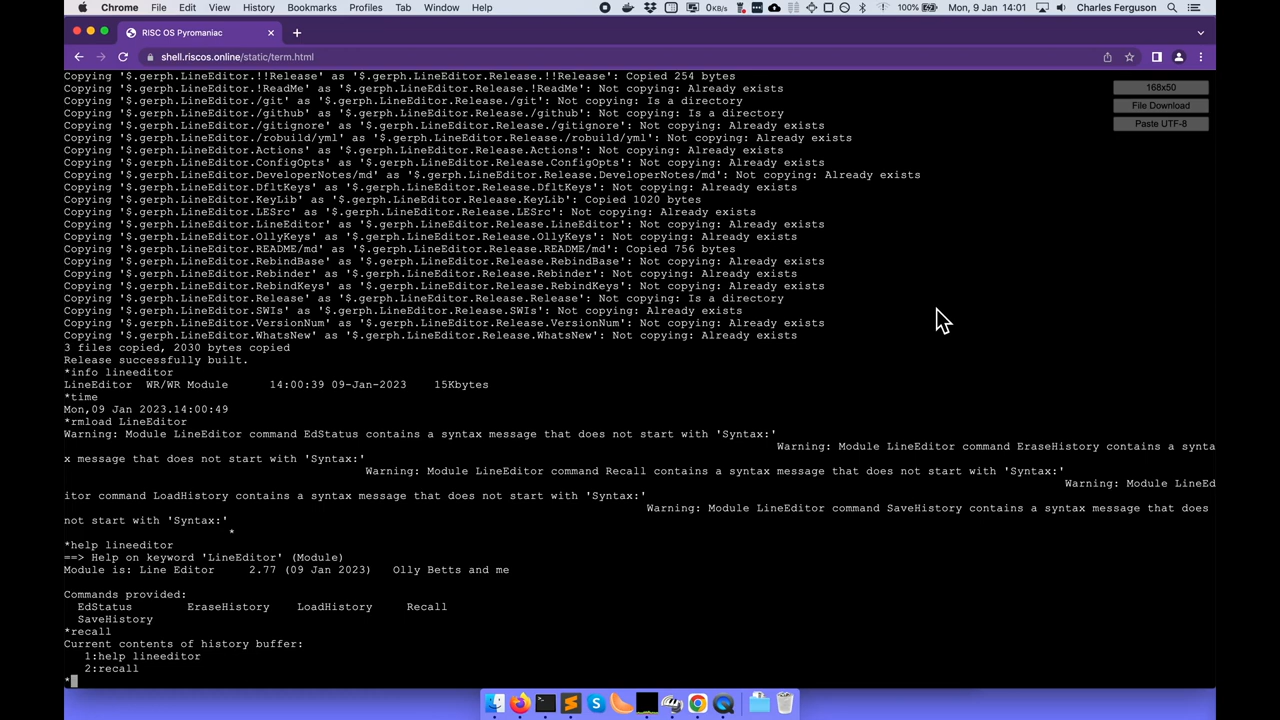 Chrome File Edit View History Bookmarks Profiles Tab Window Help 0KB/s 100% Mon, 9 Jan 14:01 Charles Ferguson
RISC OS Pyromaniac
shell.riscos.online/static/term.html
Copying '$.gerph.LineEditor.!!Release' as '$.gerph.LineEditor.Release.!!Release': Copied 254 bytes
168x50
Copying '$.gerph.LineEditor.!ReadMe' as '$.gerph.LineEditor.Release.!ReadMe': Not copying: Already exists
Copying '$.gerph.LineEditor./git' as '$.gerph.LineEditor.Release./git': Not copying: Is a directory
File Download
Copying '$.gerph.LineEditor./github' as '$.gerph.LineEditor.Release./github': Not copying: Is a directory
Copying '$.gerph.LineEditor./gitignore' as '$.gerph.LineEditor.Release./gitignore': Not copying: Already exists
Paste UTF-8
Copying '$.gerph.LineEditor./robuild/yml' as '$.gerph.LineEditor.Release./robuild/yml': Not copying: Already exists
Copying '$.gerph.LineEditor.Actions' as '$.gerph.LineEditor.Release.Actions': Not copying: Already exists
Copying '$.gerph.LineEditor.ConfigOpts' as '$.gerph.LineEditor.Release.ConfigOpts': Not copying: Already exists
Copying '$.gerph.LineEditor.DeveloperNotes/md' as '$.gerph.LineEditor.Release.DeveloperNotes/md': Not copying: Already exists
Copying '$.gerph.LineEditor.DfltKeys' as '$.gerph.LineEditor.Release.DfltKeys': Not copying: Already exists
Copying '$.gerph.LineEditor.KeyLib' as '$.gerph.LineEditor.Release.KeyLib': Copied 1020 bytes
Copying '$.gerph.LineEditor.LESrc' as '$.gerph.LineEditor.Release.LESrc': Not copying: Already exists
Copying '$.gerph.LineEditor.LineEditor' as '$.gerph.LineEditor.Release.LineEditor': Not copying: Already exists
Copying '$.gerph.LineEditor.OllyKeys' as '$.gerph.LineEditor.Release.OllyKeys': Not copying: Already exists
Copying '$.gerph.LineEditor.README/md' as '$.gerph.LineEditor.Release.README/md': Copied 756 bytes
Copying '$.gerph.LineEditor.RebindBase' as '$.gerph.LineEditor.Release.RebindBase': Not copying: Already exists
Copying '$.gerph.LineEditor.Rebinder' as '$.gerph.LineEditor.Release.Rebinder': Not copying: Already exists
Copying '$.gerph.LineEditor.RebindKeys' as '$.gerph.LineEditor.Release.RebindKeys': Not copying: Already exists
Copying '$.gerph.LineEditor.Release' as '$.gerph.LineEditor.Release.Release': Not copying: Is a directory
Copying '$.gerph.LineEditor.SWIs' as '$.gerph.LineEditor.Release.SWIs': Not copying: Already exists
Copying '$.gerph.LineEditor.VersionNum' as '$.gerph.LineEditor.Release.VersionNum': Not copying: Already exists
Copying '$.gerph.LineEditor.WhatsNew' as '$.gerph.LineEditor.Release.WhatsNew': Not copying: Already exists
3 files copied, 2030 bytes copied
Release successfully built.
*info lineeditor
LineEditor WR/WR Module 14:00:39 09-Jan-2023 15Kbytes
*time
Mon,09 Jan 2023.14:00:49
*rmload LineEditor
Warning: Module LineEditor command EdStatus contains a syntax message that does not start with 'Syntax:'
Warning: Module LineEditor command EraseHistory contains a synta
x message that does not start with 'Syntax:'
Warning: Module LineEditor command Recall contains a syntax message that does not start with 'Syntax:'
Warning: Module LineEd
itor command LoadHistory contains a syntax message that does not start with 'Syntax:'
Warning: Module LineEditor command SaveHistory contains a syntax message that does
not start with 'Syntax:'
*
*help lineeditor
==> Help on keyword 'LineEditor' (Module)
Module is: Line Editor 2.77 (09 Jan 2023) Olly Betts and me
Commands provided:
EdStatus EraseHistory LoadHistory Recall
SaveHistory
*recall
Current contents of history buffer:
1:help lineeditor
2:recall
*